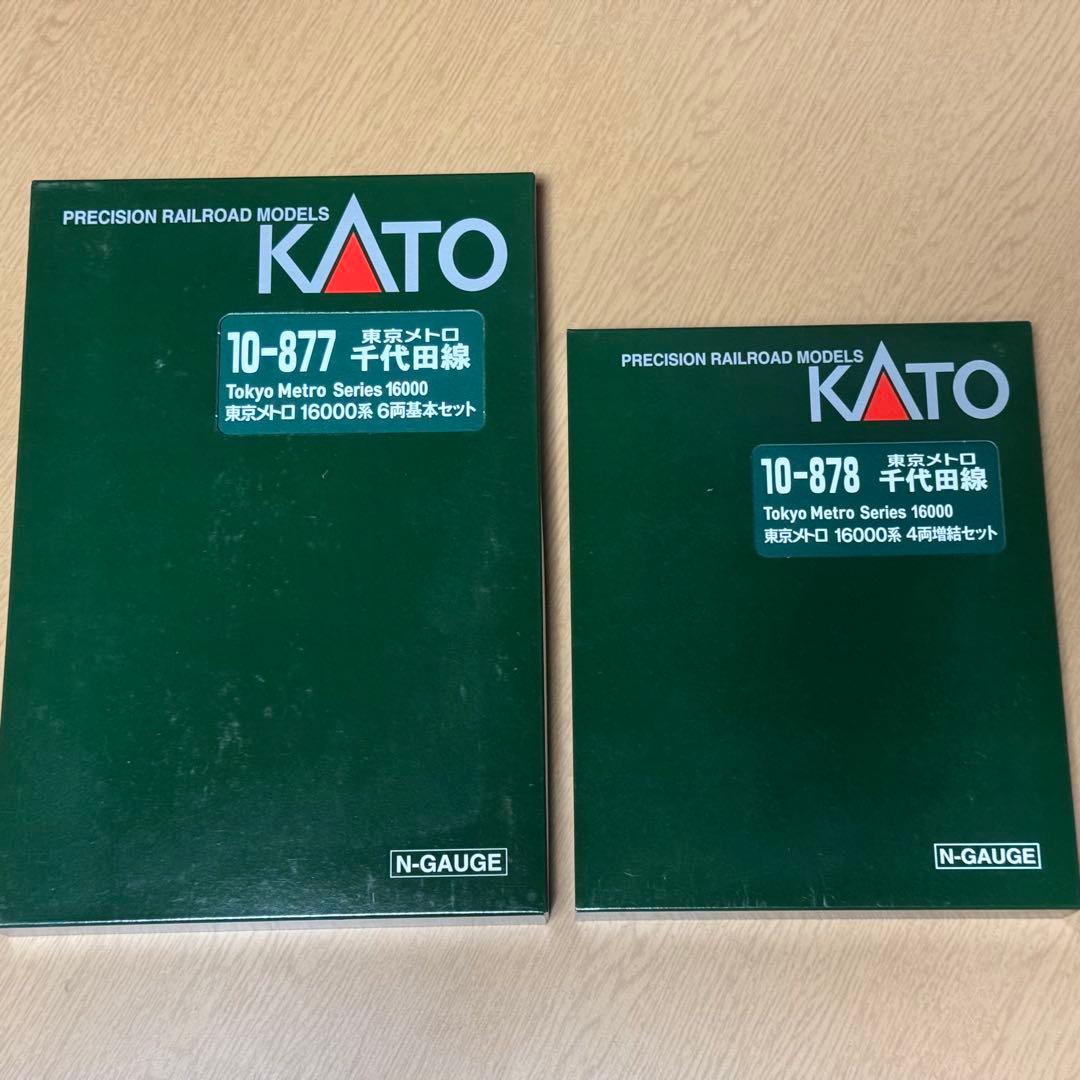 PRECISION RAILROAD MODELS
KATO
10-877 東京メトロ 千代田線
Tokyo Metro Series 16000
東京メトロ 16000系 6両基本セット
N-GAUGE
PRECISION RAILROAD MODELS
KATO
10-878 東京メトロ 千代田線
Tokyo Metro Series 16000
東京メトロ 16000系 4両増結セット
N-GAUGE